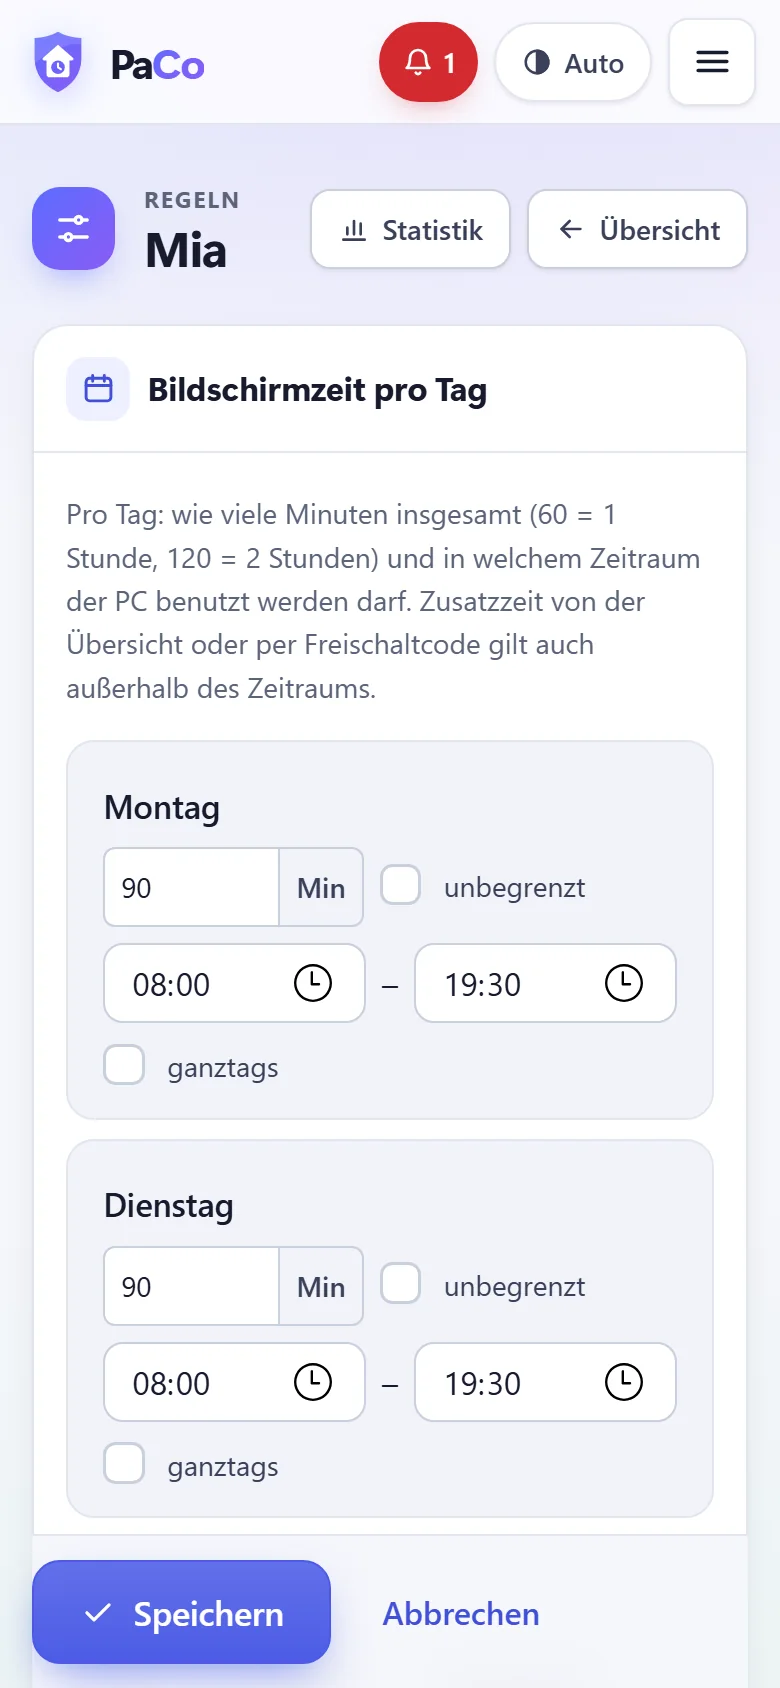 PaCo
1
Auto
REGELN
Mia
Statistik
Übersicht
Bildschirmzeit pro Tag
Pro Tag: wie viele Minuten insgesamt (60 = 1
Stunde, 120 = 2 Stunden) und in welchem Zeitraum
der PC benutzt werden darf. Zusatzzeit von der
Übersicht oder per Freischaltcode gilt auch
außerhalb des Zeitraums.
Montag
90 Min unbegrenzt
08:00 – 19:30
ganztags
Dienstag
90 Min unbegrenzt
08:00 – 19:30
ganztags
Speichern Abbrechen